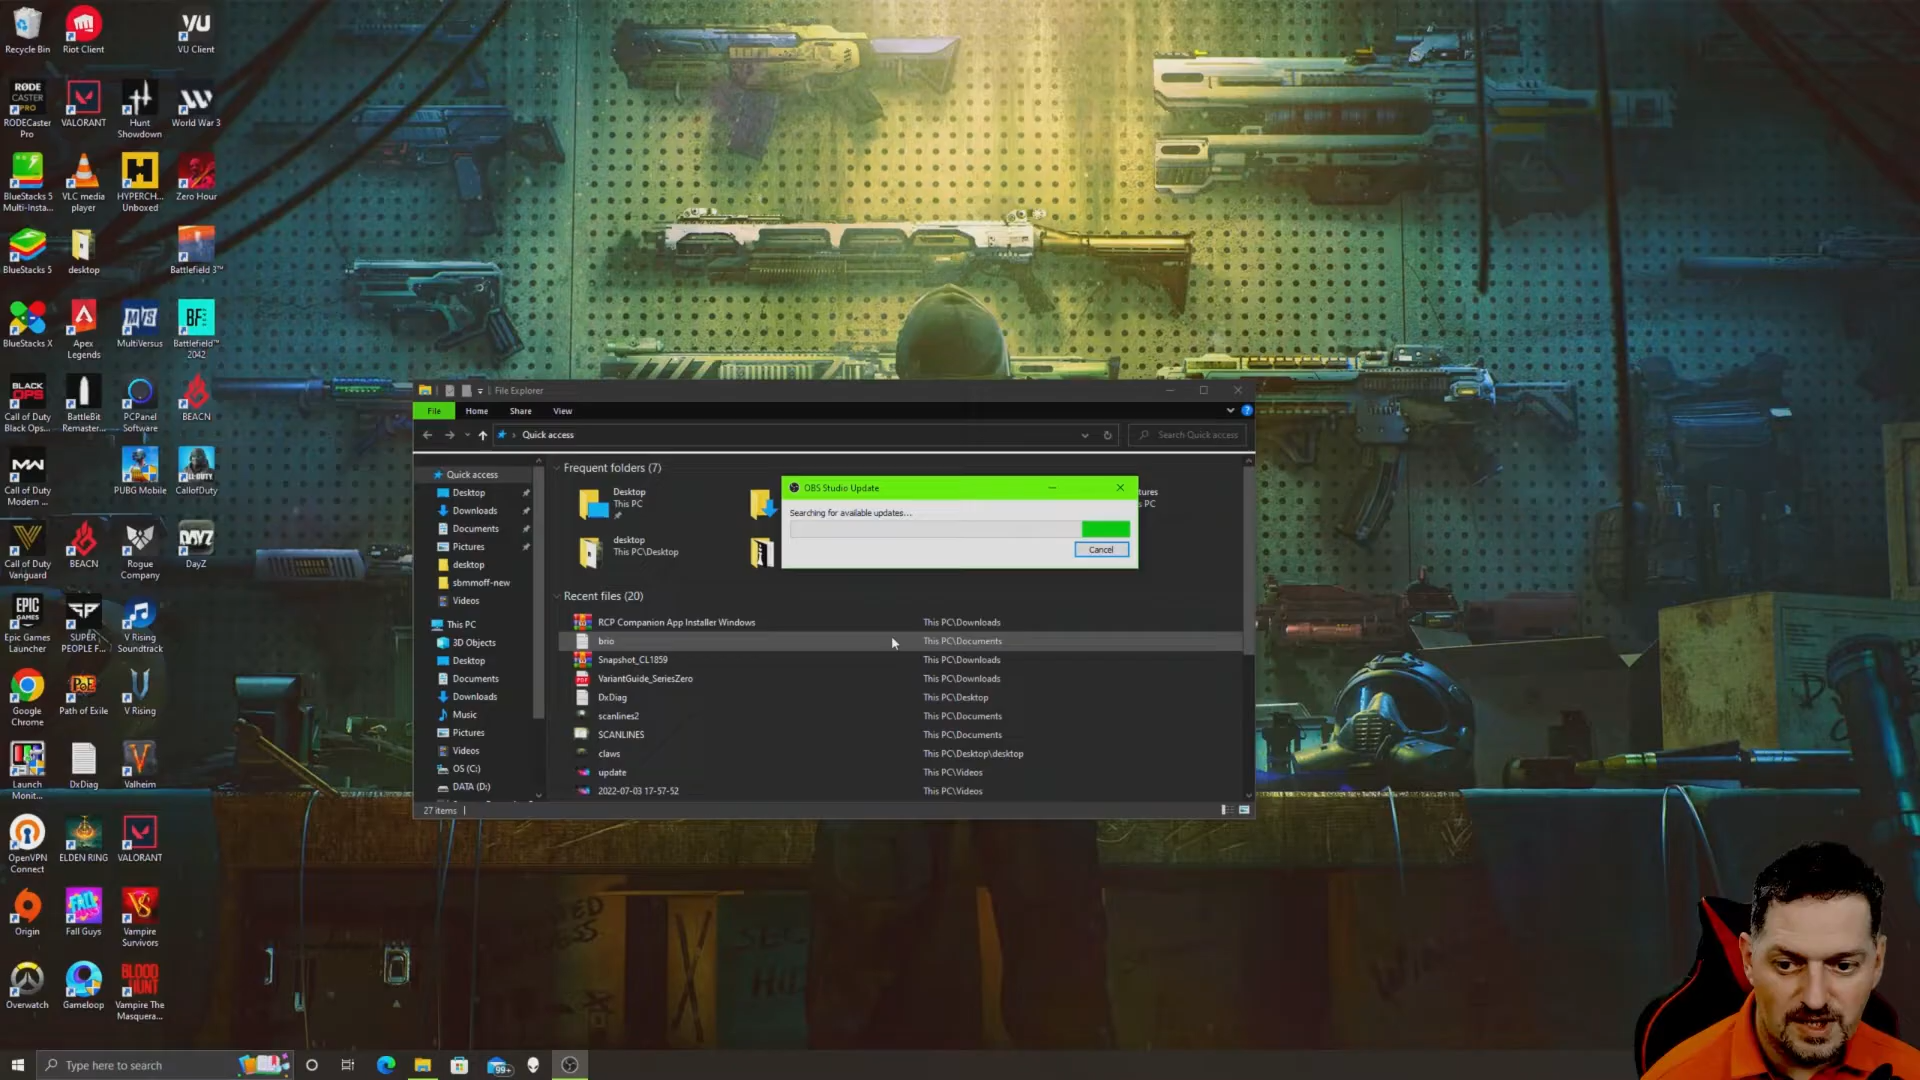 Recycle Bin
Riot Client
VU Client
RODECaster
Pro
VALORANT
Hunt
Showdown
World War 3
BlueStacks 5
Multi-Insta...
VLC media
player
HYPERCH...
Unboxed
Zero Hour
BlueStacks 5
desktop
Battlefield 3™
BlueStacks X
Apex
Legends
MultiVersus
Battlefield™
2042
Call of Duty
Black Ops...
BattleBit
Remaster...
PCPanel
Software
BEACN
Call of Duty
Modern ...
PUBG Mobile
CallofDuty
Call of Duty
Vanguard
BEACN
Rogue
Company
DayZ
Epic Games
Launcher
SUPER
PEOPLE F...
V Rising
Soundtrack
Google
Chrome
Path of Exile
V Rising
Launch
Monit...
DxDiag
Valheim
OpenVPN
Connect
ELDEN RING
VALORANT
Origin
Fall Guys
Vampire
Survivors
Overwatch
Gameloop
Vampire The
Masquera...
File Explorer
File
Home
Share
View
Quick access
Search Quick access
Quick access
Desktop
Downloads
Documents
Pictures
desktop
sbmmoff-new
Videos
This PC
3D Objects
Desktop
Documents
Downloads
Music
Pictures
Videos
OS (C:)
DATA (D:)
Frequent folders (7)
Desktop
This PC
desktop
This PC\Desktop
OBS Studio Update
Searching for available updates...
Cancel
Recent files (20)
RCP Companion App Installer Windows This PC\Downloads
brio This PC\Documents
Snapshot_CL1859 This PC\Downloads
VariantGuide_SeriesZero This PC\Downloads
DxDiag This PC\Desktop
scanlines2 This PC\Documents
SCANLINES This PC\Documents
claws This PC\Desktop\desktop
update This PC\Videos
2022-07-03 17-57-52 This PC\Videos
27 items
Type here to search
99+